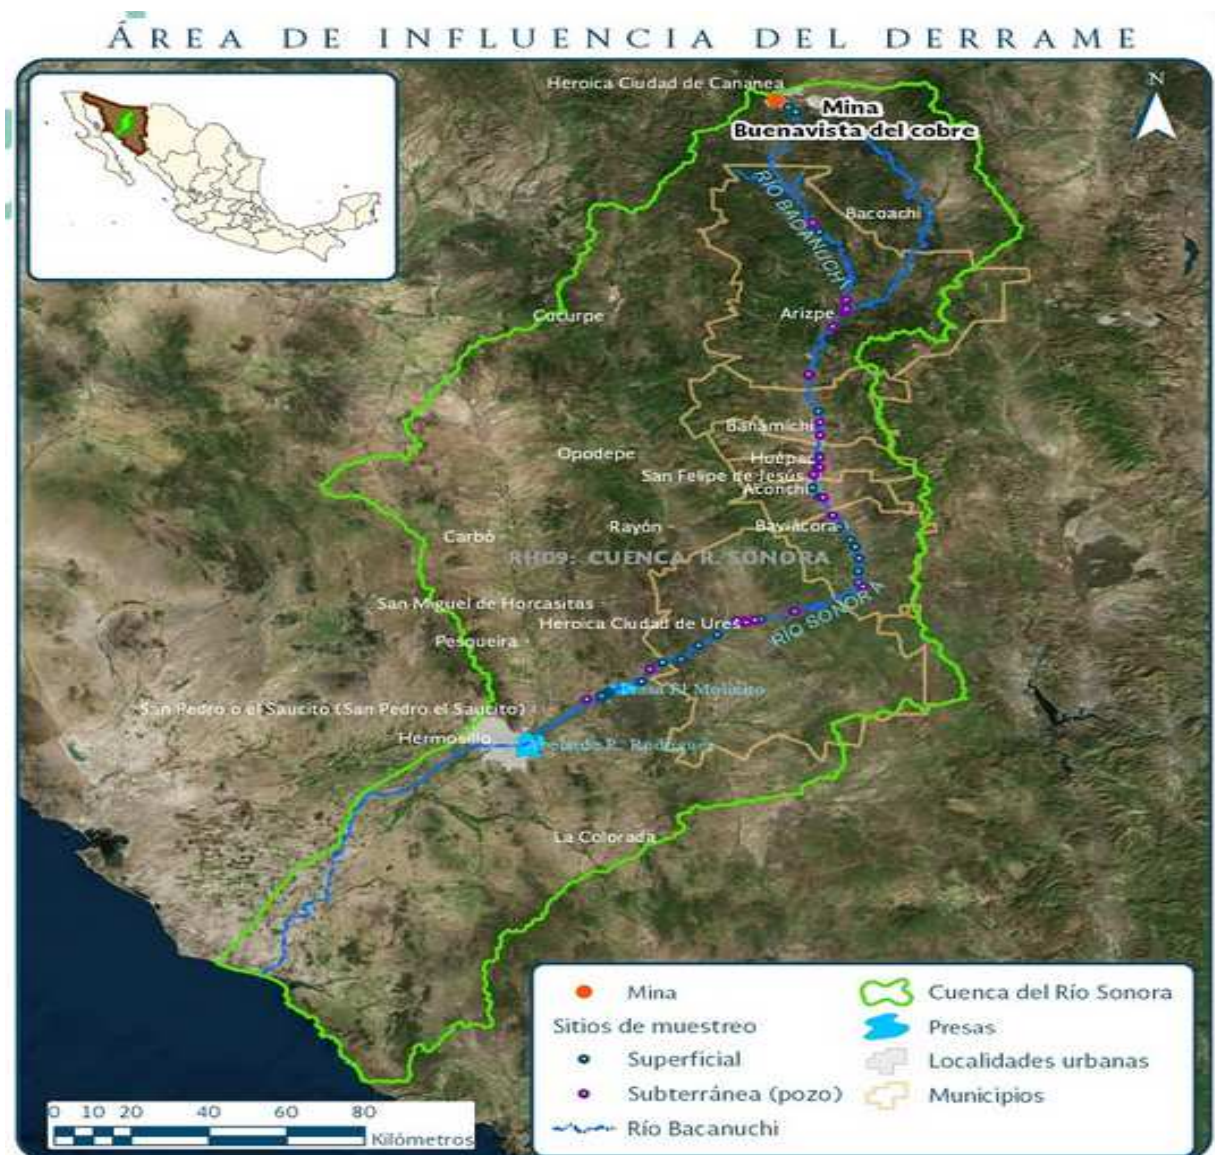 ÁREA DE INFLUENCIA DEL DERRAME
Heroica Ciudad de Cananea
N
Mina
Buenavista del cobre
RÍO BACANUCHI
Bacoachi
Cucurpe
Arizpe
Banámichi
Opodepe
Huépac
San Felipe de Jesús
Aconchi
Rayón
Baviácora
Carbó
RH09: CUENCA R. SONORA
San Miguel de Horcasitas
Heroica Ciudad de Ures
RÍO SONORA
Pesqueira
Presa El Molinito
San Pedro o el Saucito (San Pedro el Saucito)
Hermosillo
Abelardo R. Rodríguez
La Colorada
Mina
Sitios de muestreo
Superficial
Subterránea (pozo)
Río Bacanuchi
Cuenca del Río Sonora
Presas
Localidades urbanas
Municipios
0 10 20 40 60 80
Kilómetros